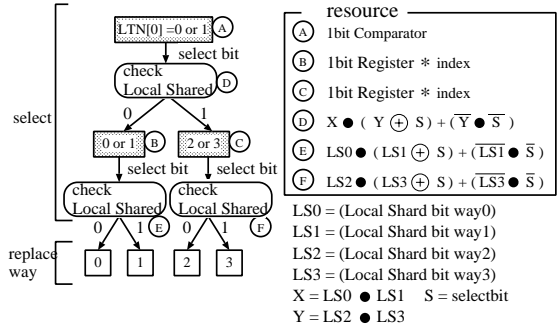 LTN[0] =0 or 1 A
select bit
check
Local Shared D
select
0 1
0 or 1 B 2 or 3 C
select bit select bit
check check
Local Shared Local Shared
0 1 E 0 1 F
replace
way
0 1 2 3
resource
A 1bit Comparator
B 1bit Register * index
C 1bit Register * index
D X ● ( Y ⊕ S ) + ( Y̅ ● S̅ )
E LS0 ● ( LS1 ⊕ S ) + ( L̅S̅1̅ ● S̅ )
F LS2 ● ( LS3 ⊕ S ) + ( L̅S̅3̅ ● S̅ )
LS0 = (Local Shard bit way0)
LS1 = (Local Shard bit way1)
LS2 = (Local Shard bit way2)
LS3 = (Local Shard bit way3)
X = LS0 ● LS1 S = selectbit
Y = LS2 ● LS3